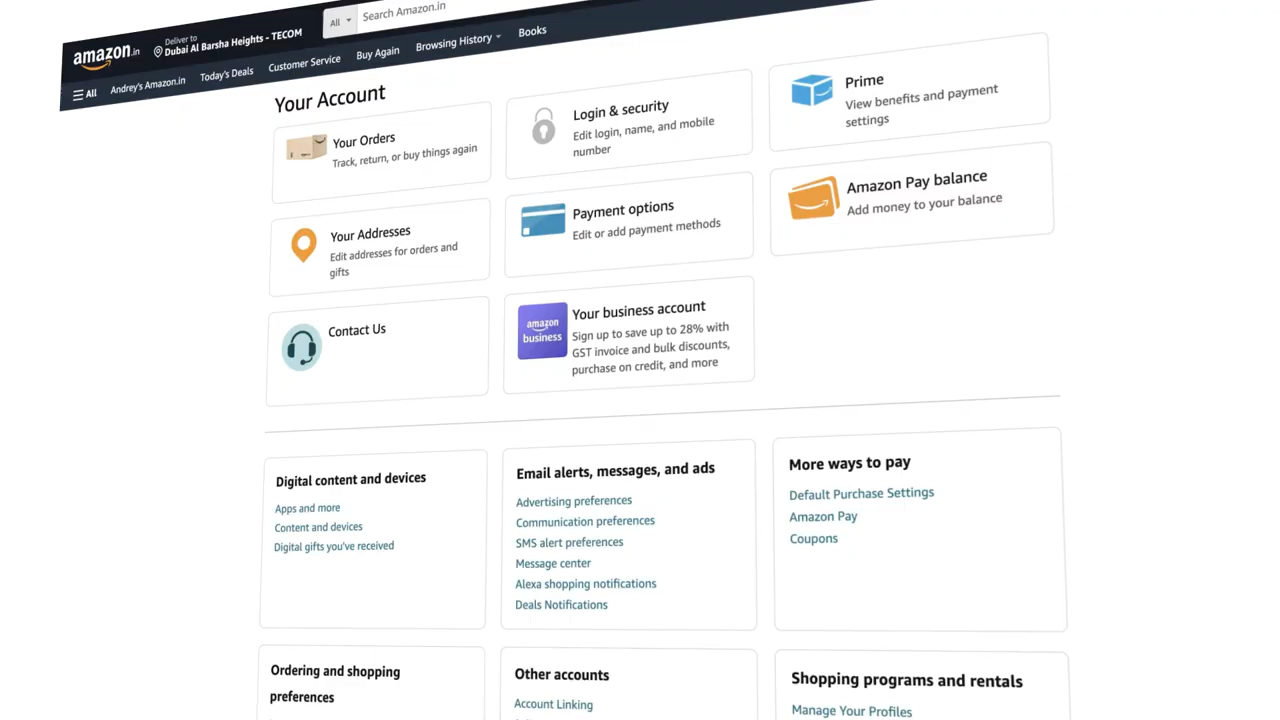 amazon.in
Deliver to
Dubai Al Barsha Heights - TECOM
All
Search Amazon.in
All
Andrey's Amazon.in
Today's Deals
Customer Service
Buy Again
Browsing History
Books
Your Account
Your Orders
Track, return, or buy things again
Login & security
Edit login, name, and mobile
number
Prime
View benefits and payment
settings
Your Addresses
Edit addresses for orders and
gifts
Payment options
Edit or add payment methods
Amazon Pay balance
Add money to your balance
Contact Us
amazon
business
Your business account
Sign up to save up to 28% with
GST invoice and bulk discounts,
purchase on credit, and more
Digital content and devices
Apps and more
Content and devices
Digital gifts you've received
Email alerts, messages, and ads
Advertising preferences
Communication preferences
SMS alert preferences
Message center
Alexa shopping notifications
Deals Notifications
More ways to pay
Default Purchase Settings
Amazon Pay
Coupons
Ordering and shopping
preferences
Other accounts
Account Linking
Shopping programs and rentals
Manage Your Profiles